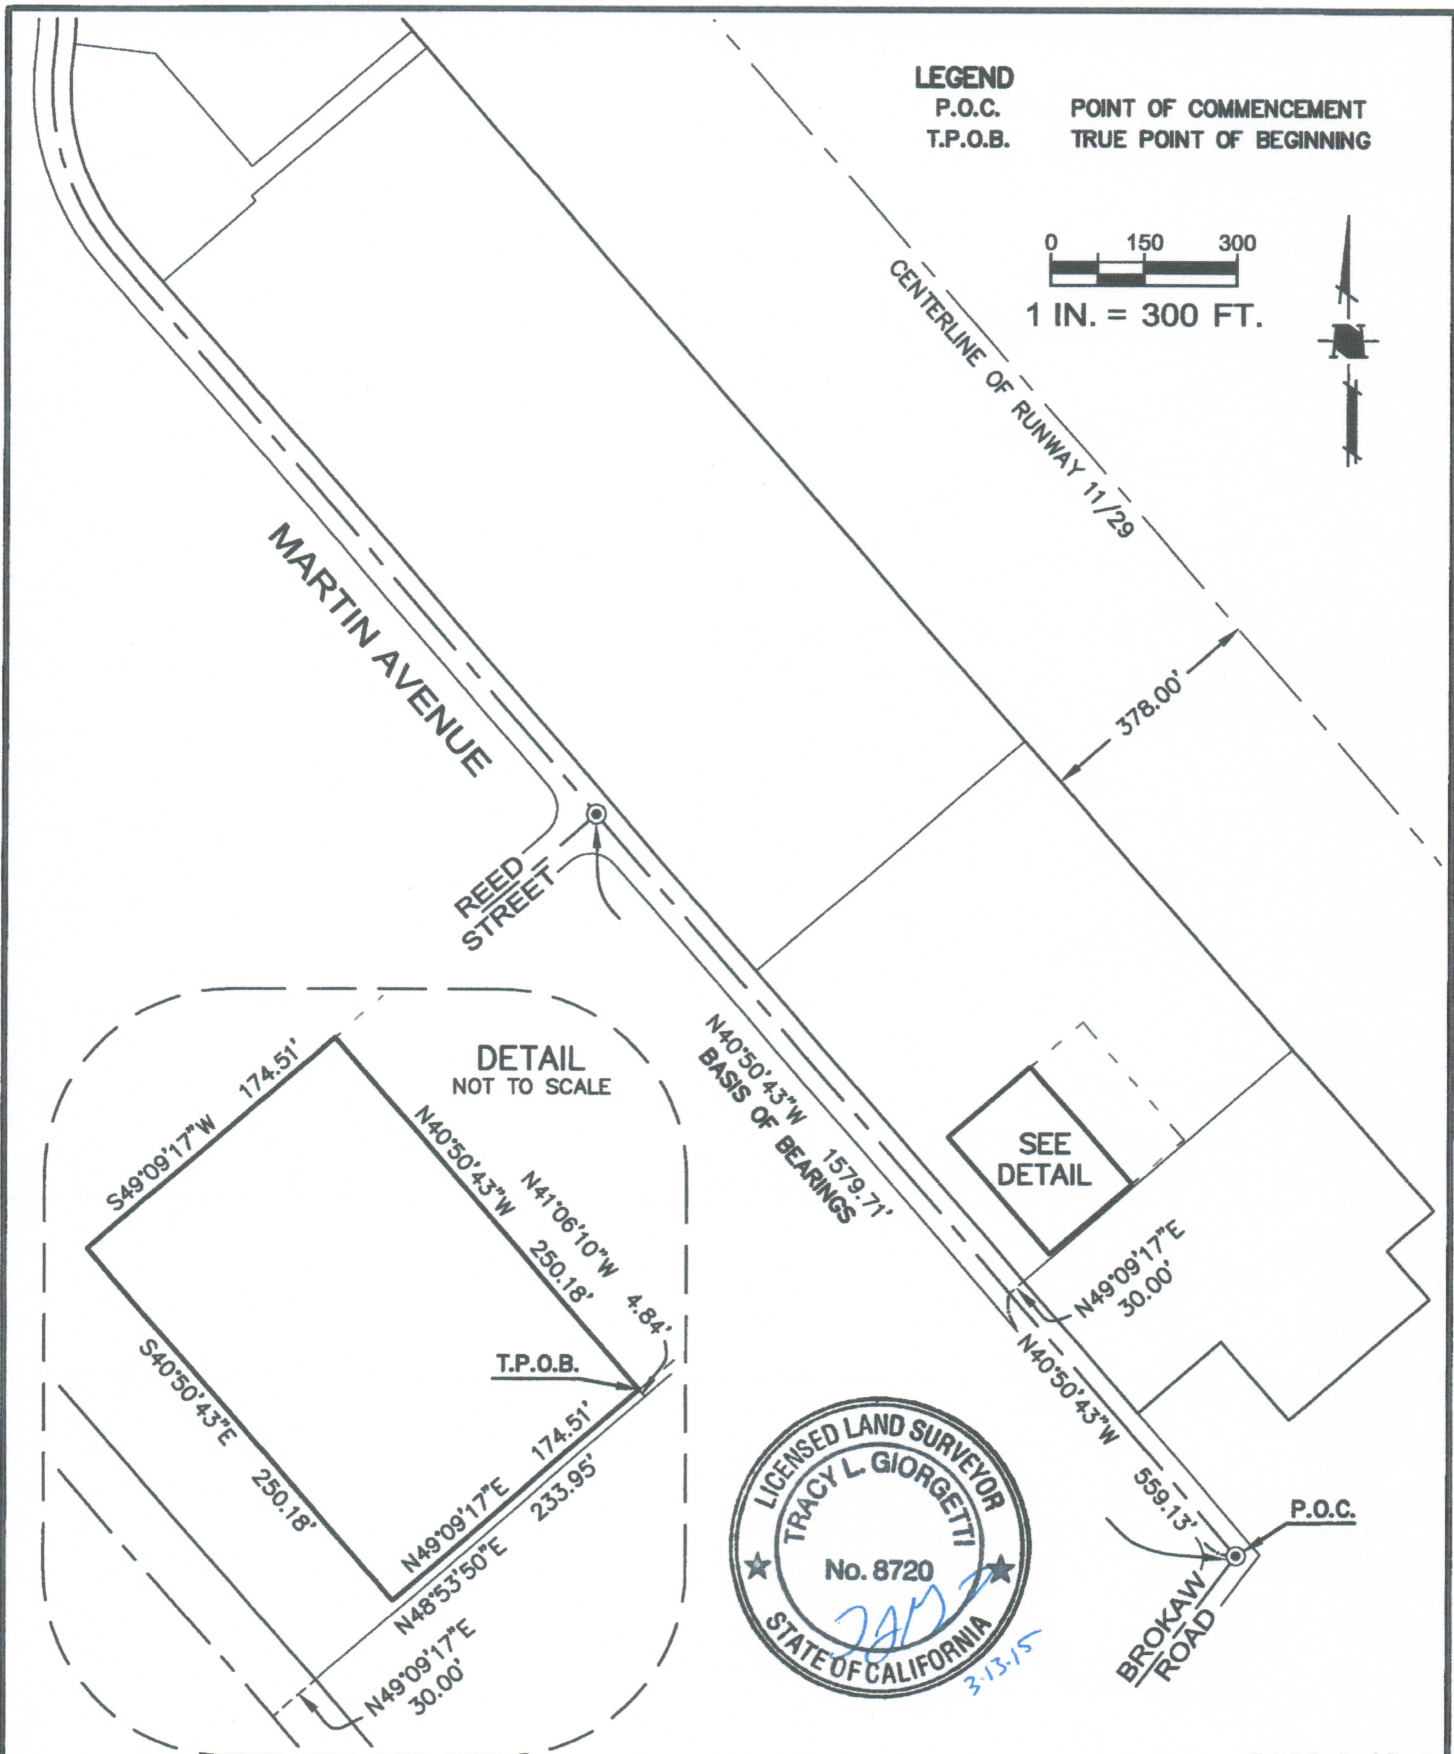 LEGEND
P.O.C. POINT OF COMMENCEMENT
T.P.O.B. TRUE POINT OF BEGINNING
0 150 300
1 IN. = 300 FT.
N
CENTERLINE OF RUNWAY 11/29
378.00'
MARTIN AVENUE
REED
STREET
N40°50'43"W 1579.71'
BASIS OF BEARINGS
SEE
DETAIL
N49°09'17"E
30.00'
N40°50'43"W 559.13'
P.O.C.
BROKAW
ROAD
DETAIL
NOT TO SCALE
S49°09'17"W 174.51'
N40°50'43"W 250.18'
N41°06'10"W 4.84'
T.P.O.B.
S40°50'43"E 250.18'
N49°09'17"E 174.51'
N48°53'50"E 233.95'
N49°09'17"E
30.00'
LICENSED LAND SURVEYOR
TRACY L. GIORGETTI
No. 8720
STATE OF CALIFORNIA
3-13-15